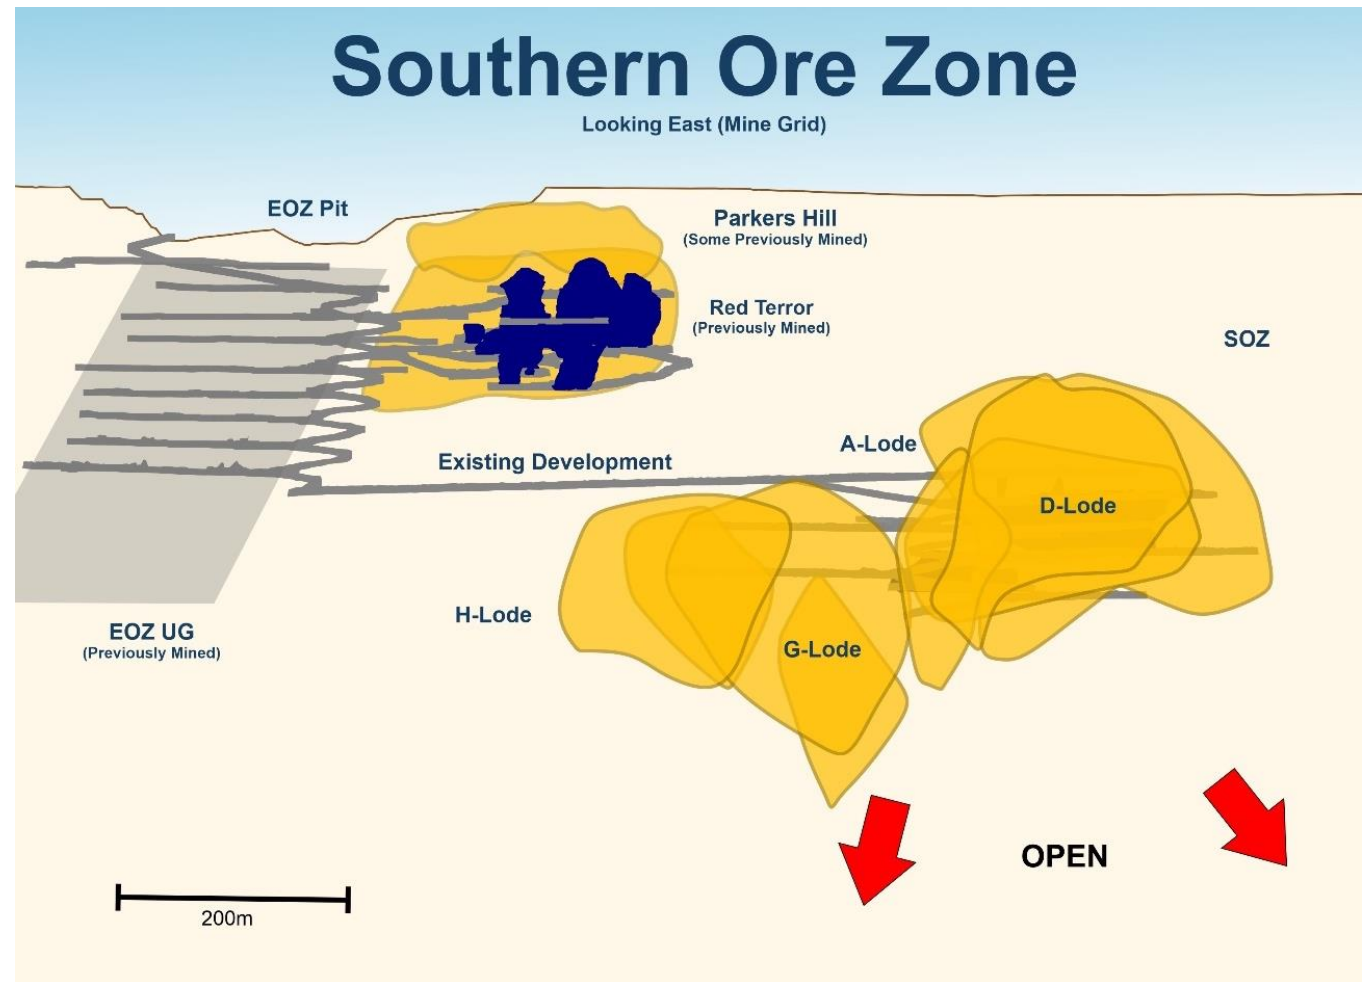 Southern Ore Zone
Looking East (Mine Grid)
EOZ Pit
Parkers Hill
(Some Previously Mined)
Red Terror
(Previously Mined)
SOZ
A-Lode
Existing Development
D-Lode
H-Lode
EOZ UG
(Previously Mined)
G-Lode
OPEN
200m